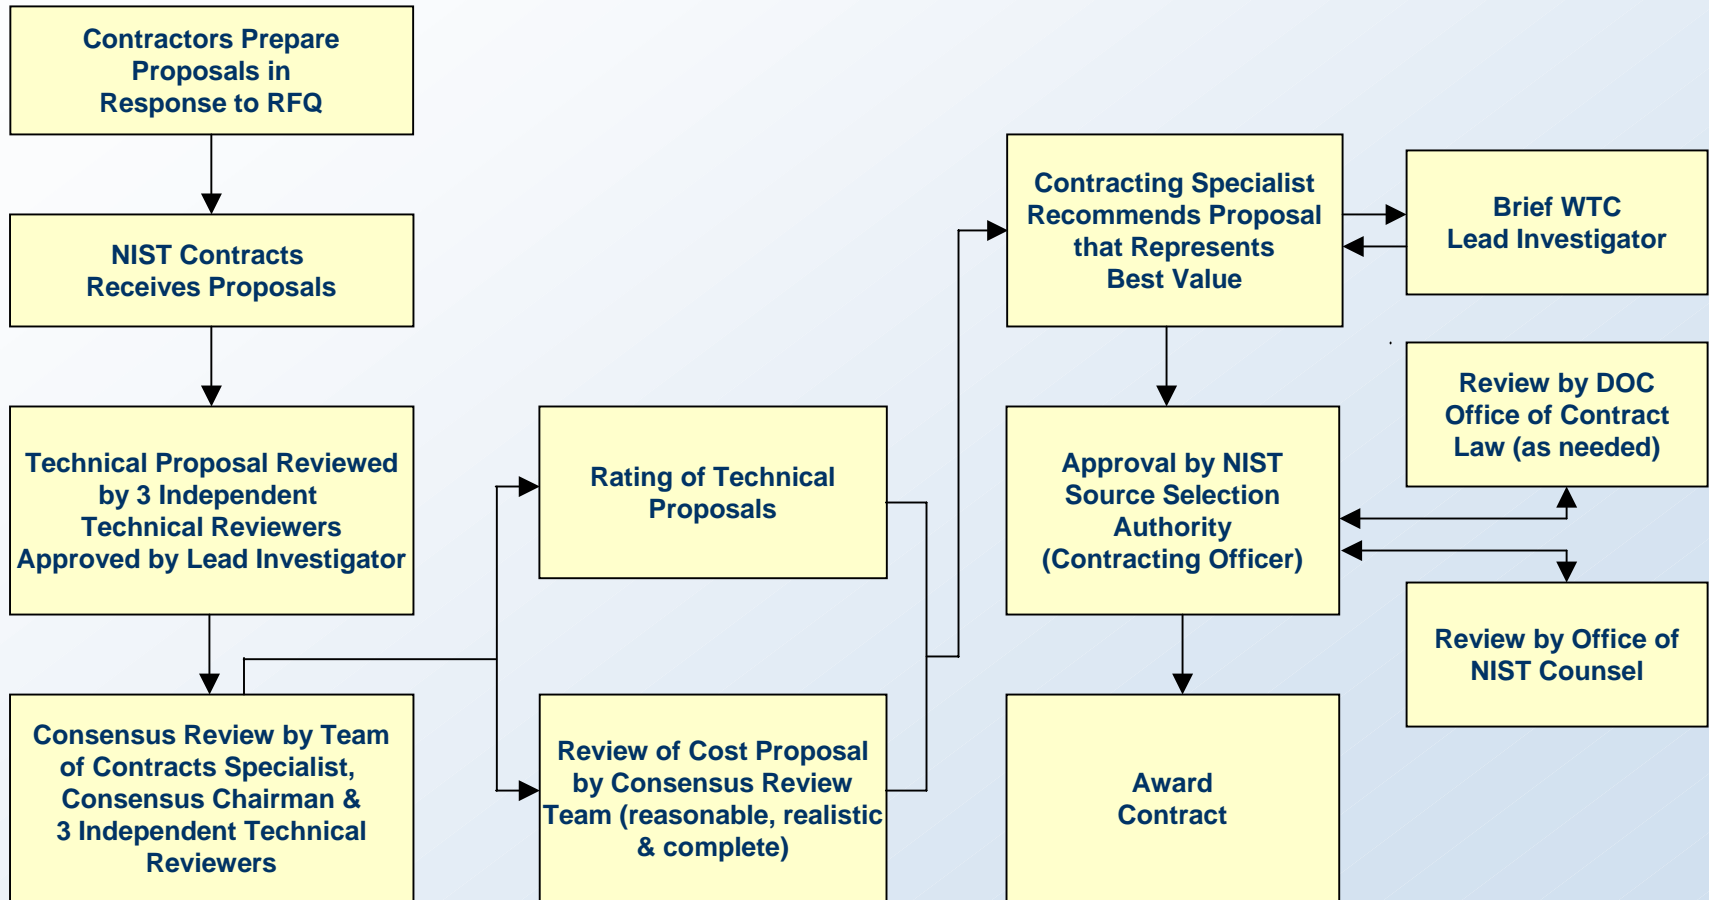 Contractors Prepare
Proposals in
Response to RFQ
NIST Contracts
Receives Proposals
Technical Proposal Reviewed
by 3 Independent
Technical Reviewers
Approved by Lead Investigator
Consensus Review by Team
of Contracts Specialist,
Consensus Chairman &
3 Independent Technical
Reviewers
Rating of Technical
Proposals
Review of Cost Proposal
by Consensus Review
Team (reasonable, realistic
& complete)
Contracting Specialist
Recommends Proposal
that Represents
Best Value
Brief WTC
Lead Investigator
Approval by NIST
Source Selection
Authority
(Contracting Officer)
Review by DOC
Office of Contract
Law (as needed)
Review by Office of
NIST Counsel
Award
Contract